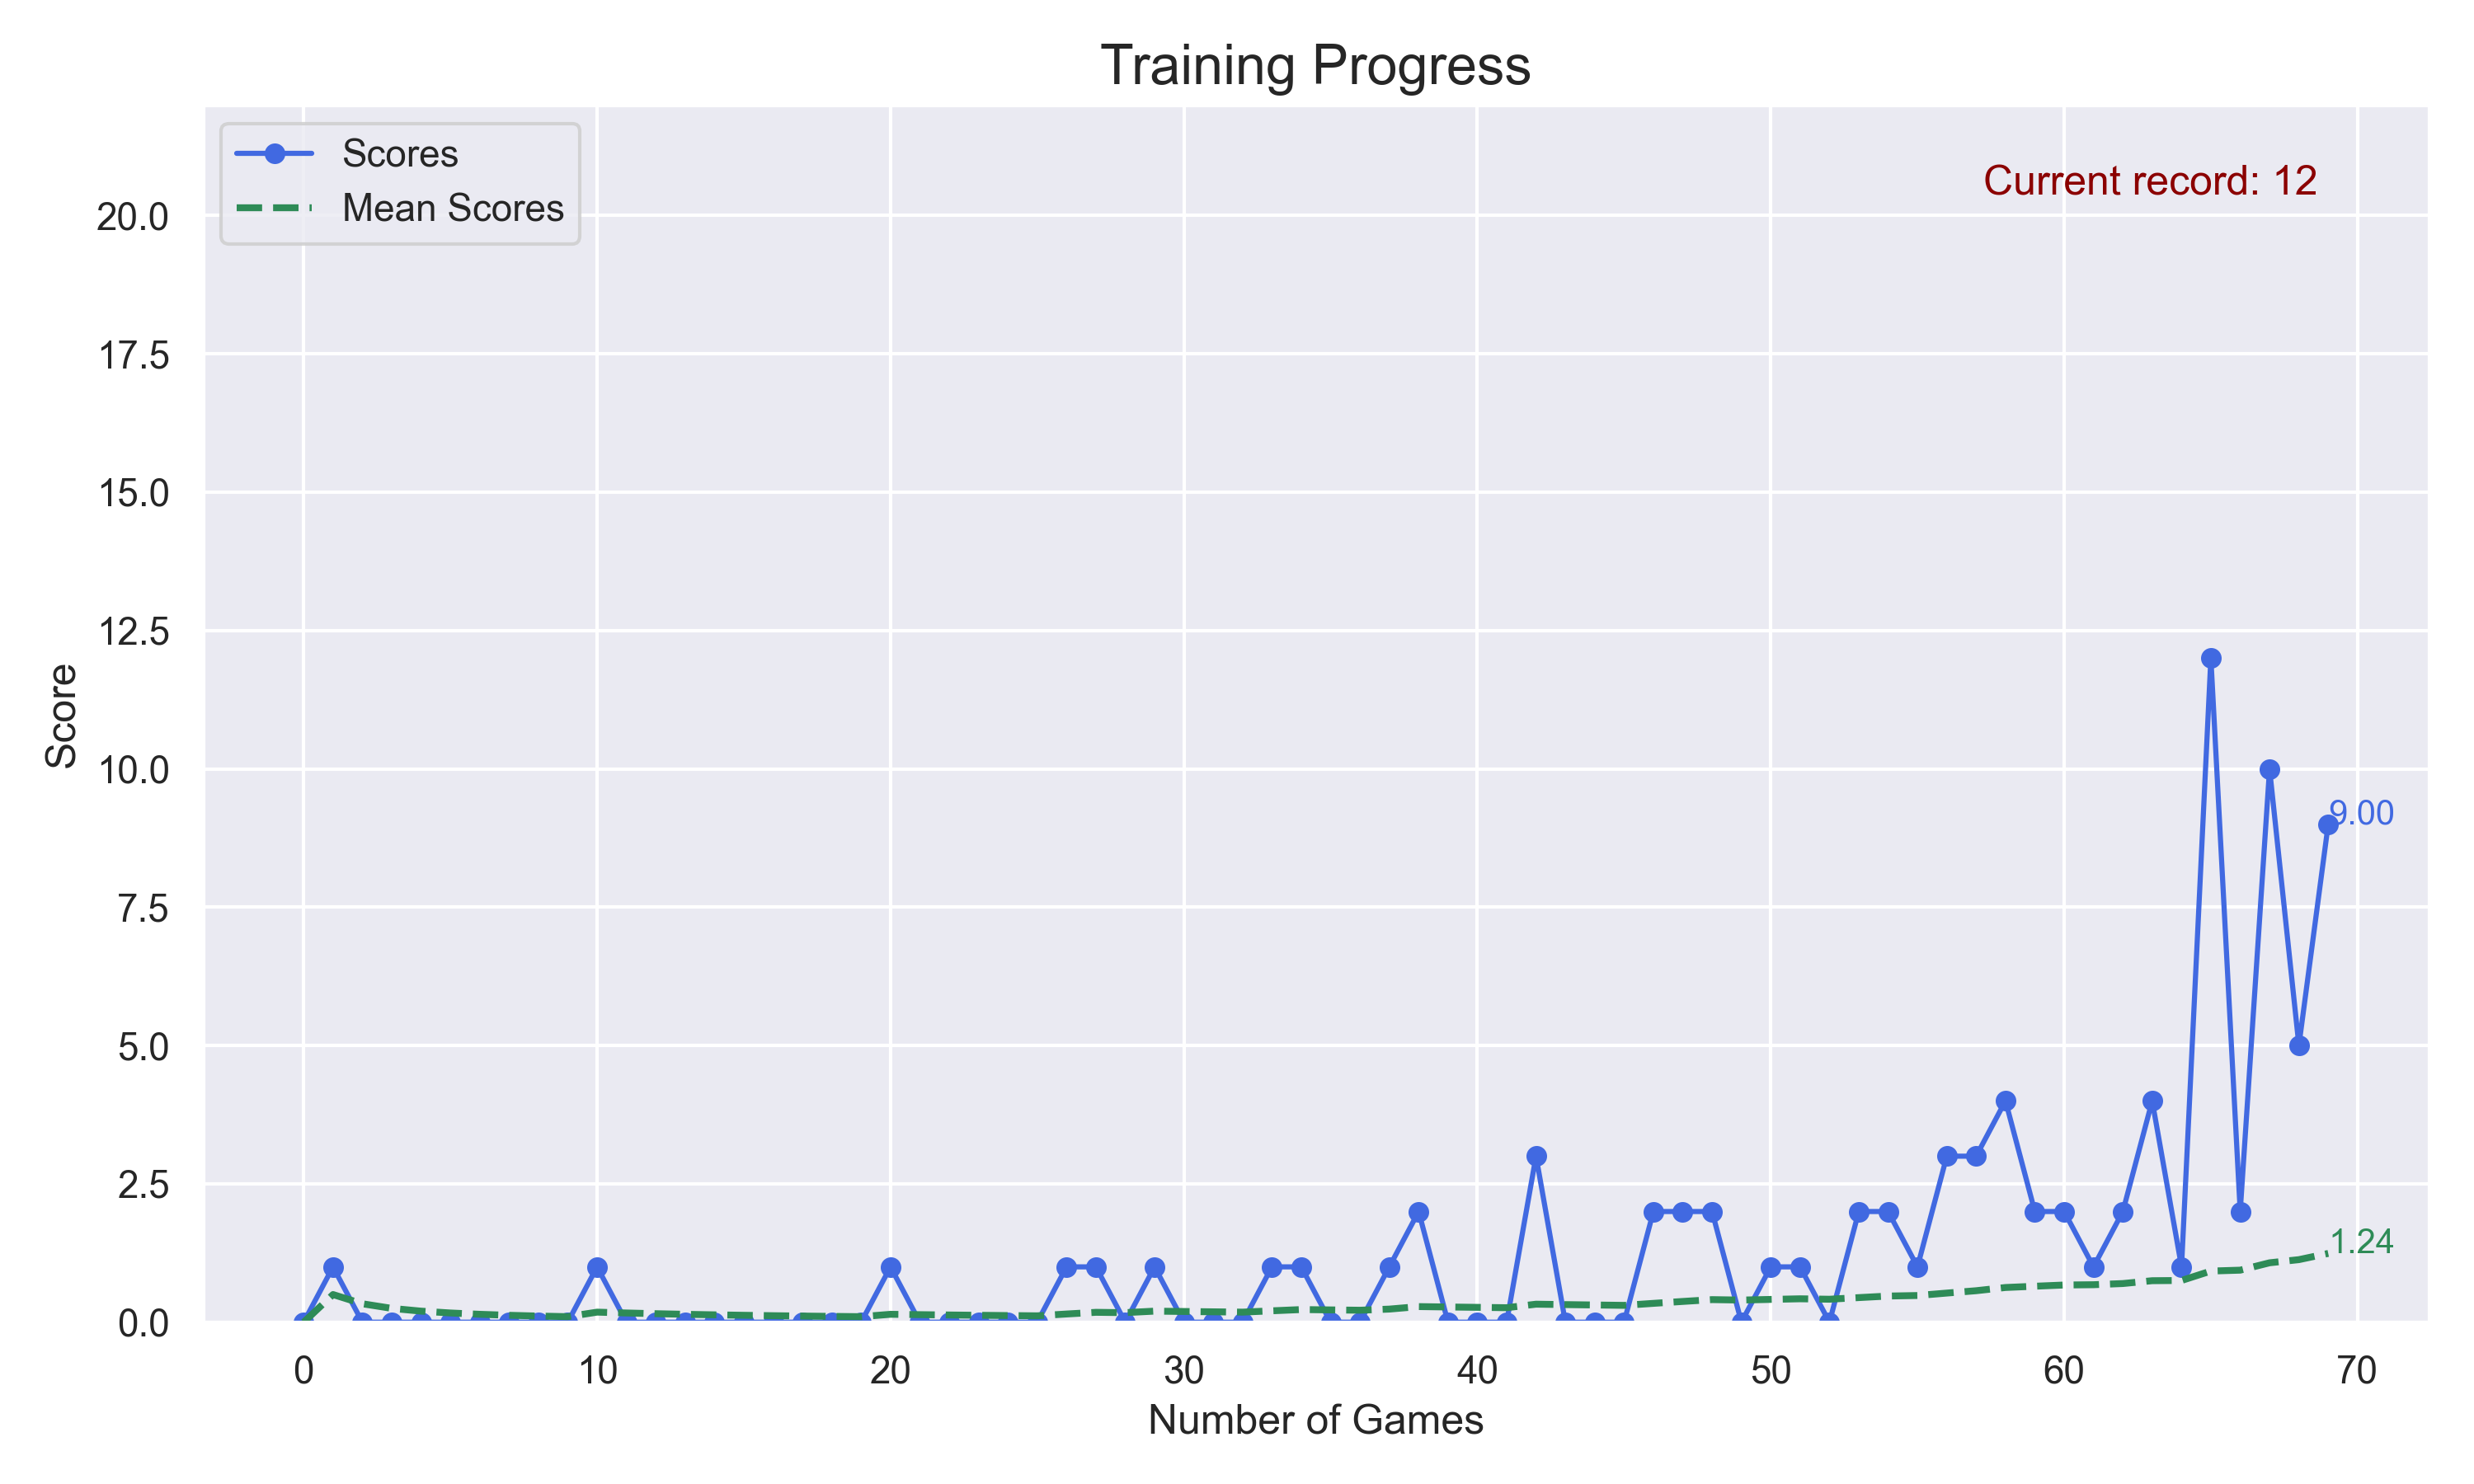 Training Progress
Scores
Mean Scores
Current record: 12
20.0
17.5
15.0
12.5
10.0
7.5
5.0
2.5
0.0
Score
9.00
1.24
0 10 20 30 40 50 60 70
Number of Games